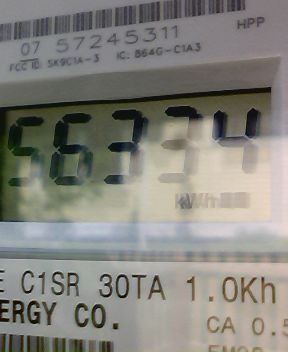 HPP
07 57245311
FCC ID: SK9C1A-3 IC: 864G-C1A3
56334
kWh
E C1SR 30TA 1.0Kh
ERGY CO.
CA 0.5